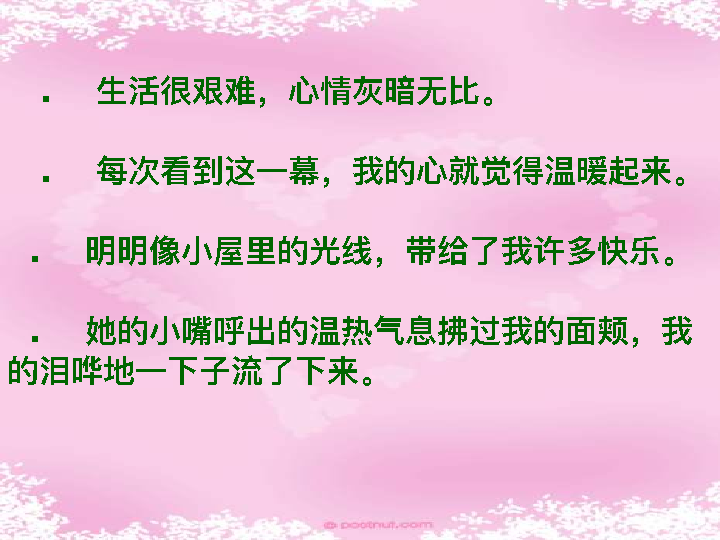 . 生活很艰难，心情灰暗无比。
. 每次看到这一幕，我的心就觉得温暖起来。
. 明明像小屋里的光线，带给了我许多快乐。
. 她的小嘴呼出的温热气息拂过我的面颊，我
的泪哗地一下子流了下来。
@ pootnut.com